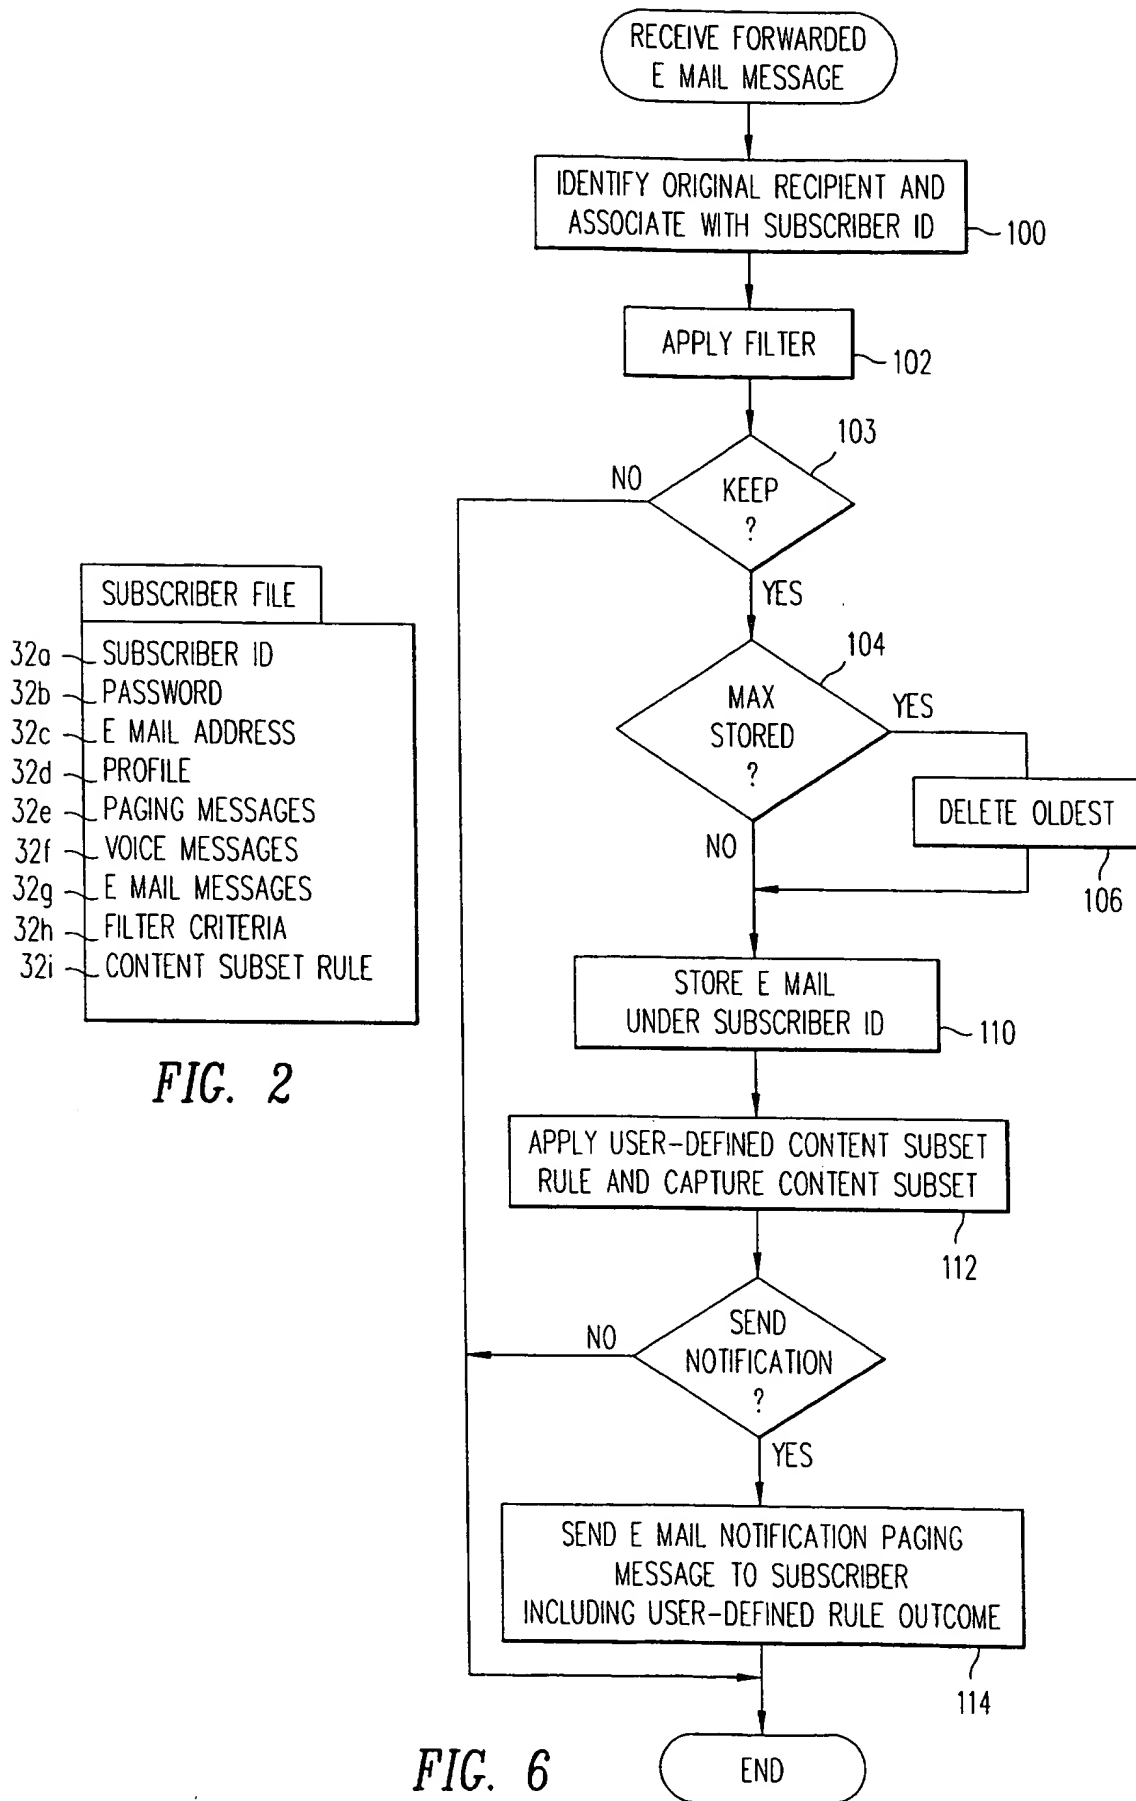 RECEIVE FORWARDED
E MAIL MESSAGE
IDENTIFY ORIGINAL RECIPIENT AND
ASSOCIATE WITH SUBSCRIBER ID
100
APPLY FILTER
102
103
NO
KEEP
?
YES
104
MAX
STORED
?
YES
DELETE OLDEST
106
NO
STORE E MAIL
UNDER SUBSCRIBER ID
110
APPLY USER-DEFINED CONTENT SUBSET
RULE AND CAPTURE CONTENT SUBSET
112
SEND
NOTIFICATION
?
NO
YES
SEND E MAIL NOTIFICATION PAGING
MESSAGE TO SUBSCRIBER
INCLUDING USER-DEFINED RULE OUTCOME
114
END
FIG. 6
SUBSCRIBER FILE
32a SUBSCRIBER ID
32b PASSWORD
32c E MAIL ADDRESS
32d PROFILE
32e PAGING MESSAGES
32f VOICE MESSAGES
32g E MAIL MESSAGES
32h FILTER CRITERIA
32i CONTENT SUBSET RULE
FIG. 2